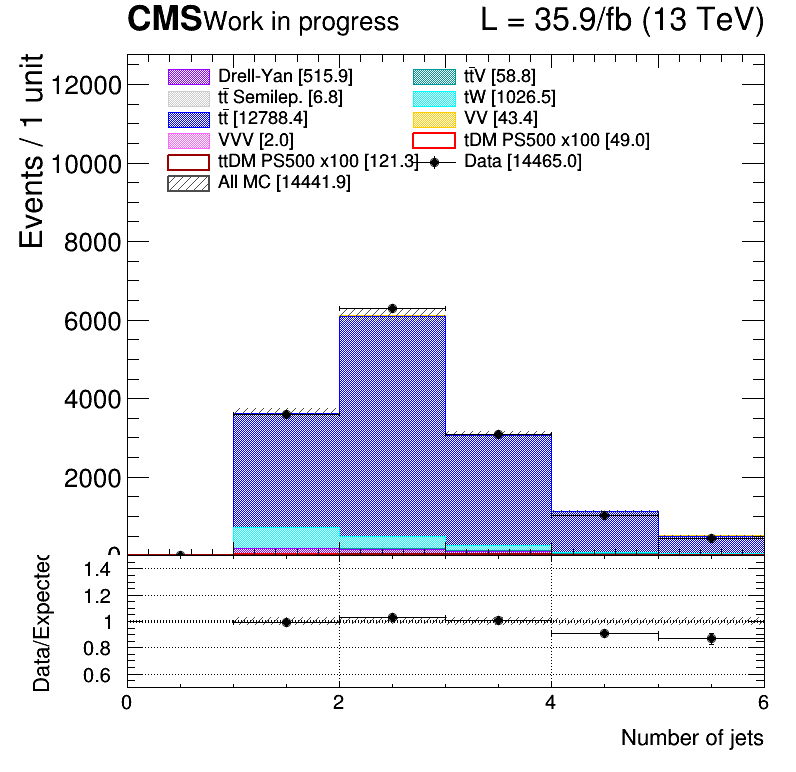 CMS Work in progress L = 35.9/fb (13 TeV)
Events / 1 unit
12000
10000
8000
6000
4000
2000
0
Drell-Yan [515.9] tt̄V [58.8]
tt̄ Semilep. [6.8] tW [1026.5]
tt̄ [12788.4] VV [43.4]
VVV [2.0] tDM PS500 x100 [49.0]
ttDM PS500 x100 [121.3] Data [14465.0]
All MC [14441.9]
Data/Expected
1.4
1.2
1
0.8
0.6
0 2 4 6
Number of jets